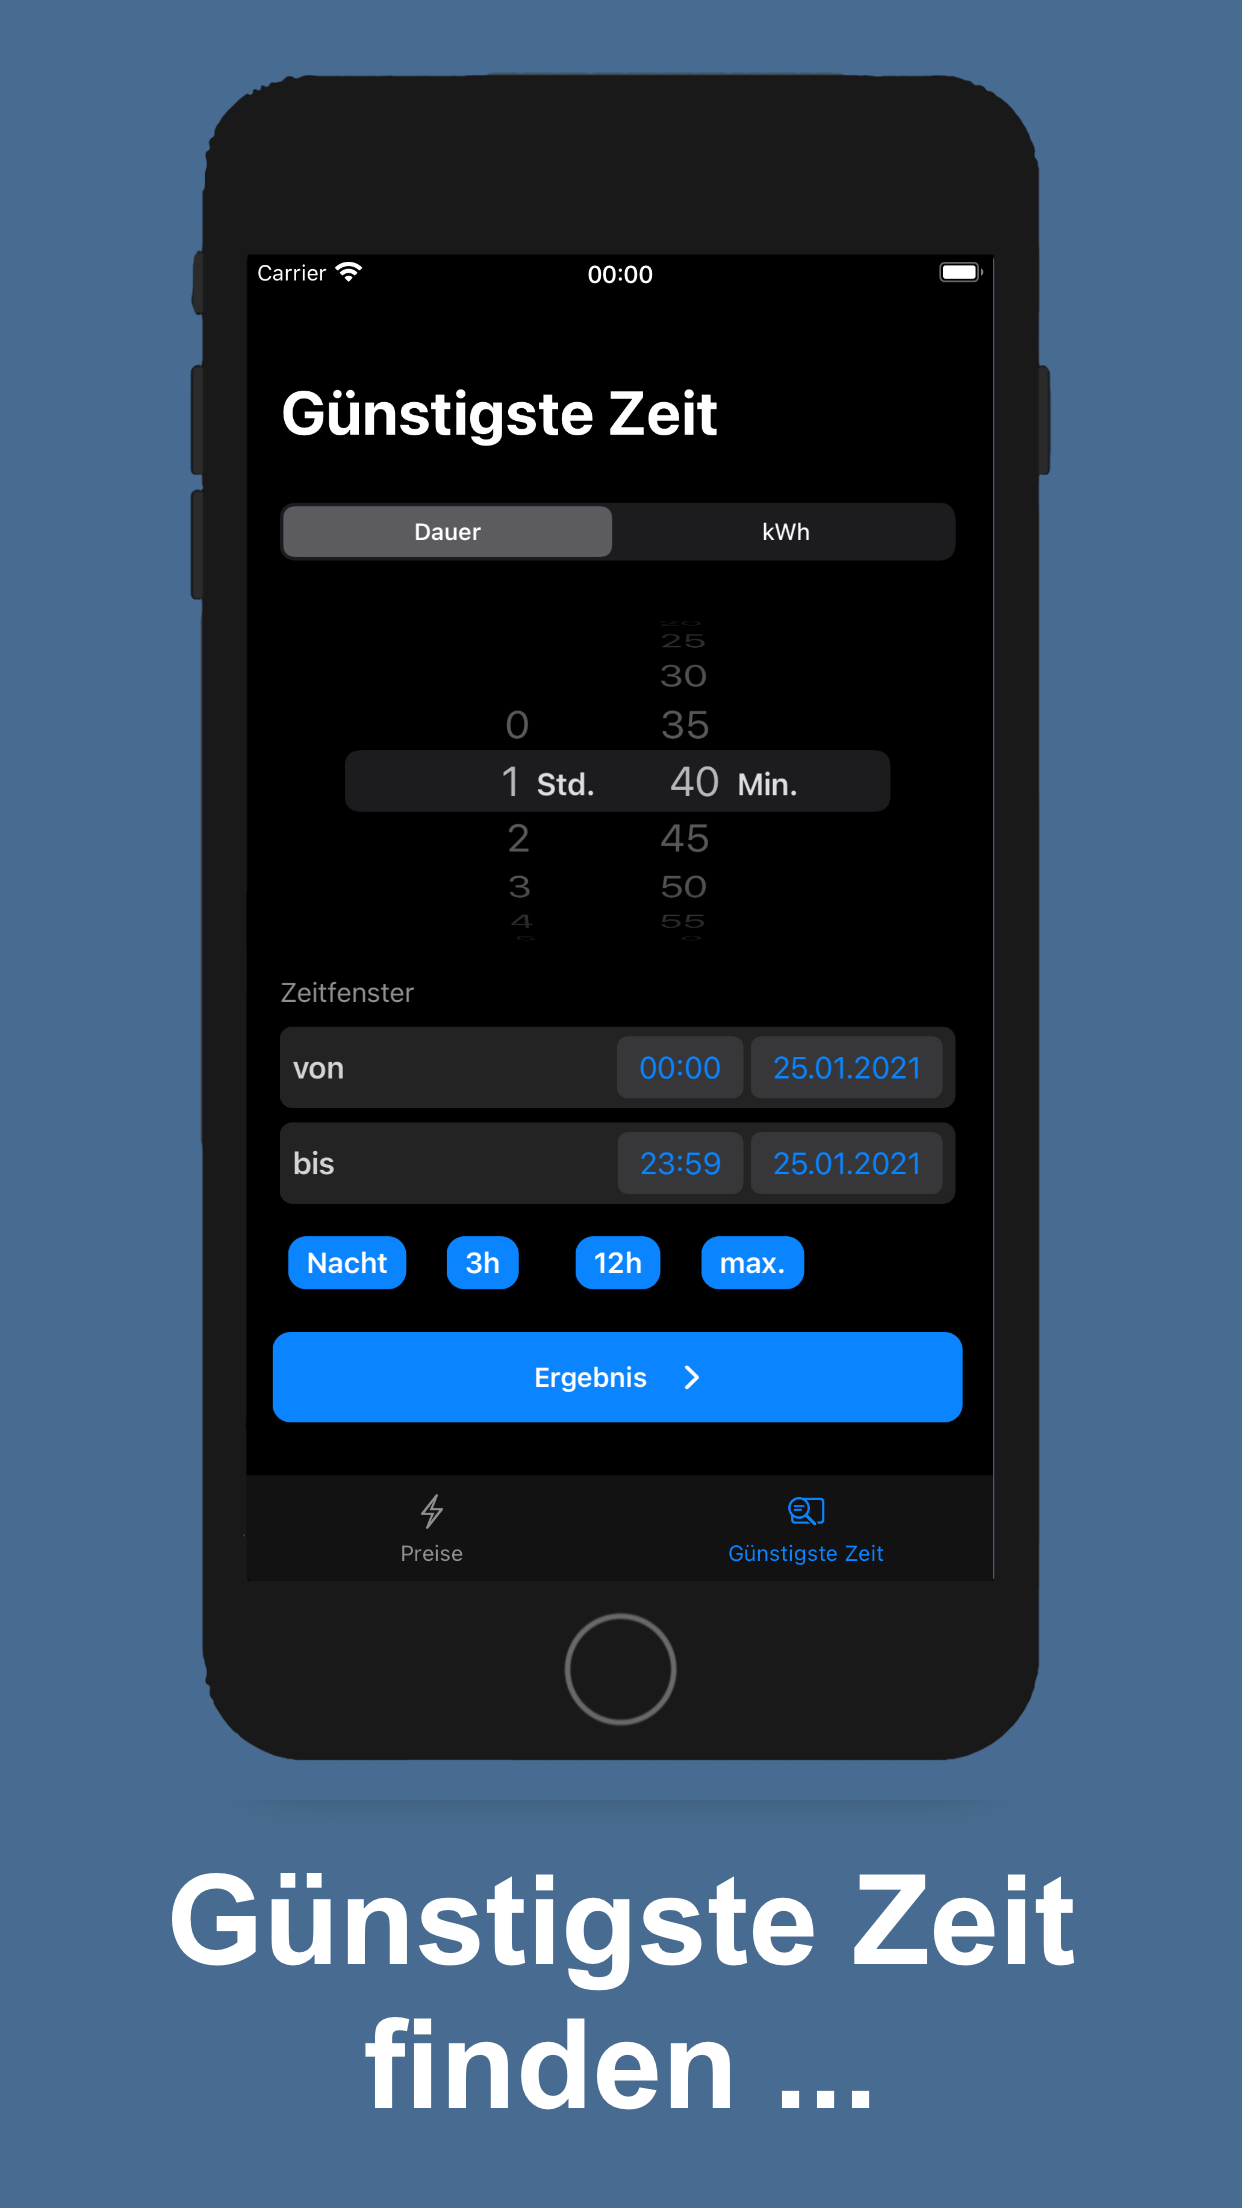 Carrier 00:00
Günstigste Zeit
Dauer kWh
25
30
0 35
1 Std. 40 Min.
2 45
3 50
4 55
Zeitfenster
von 00:00 25.01.2021
bis 23:59 25.01.2021
Nacht 3h 12h max.
Ergebnis
Preise Günstigste Zeit
Günstigste Zeit
finden ...